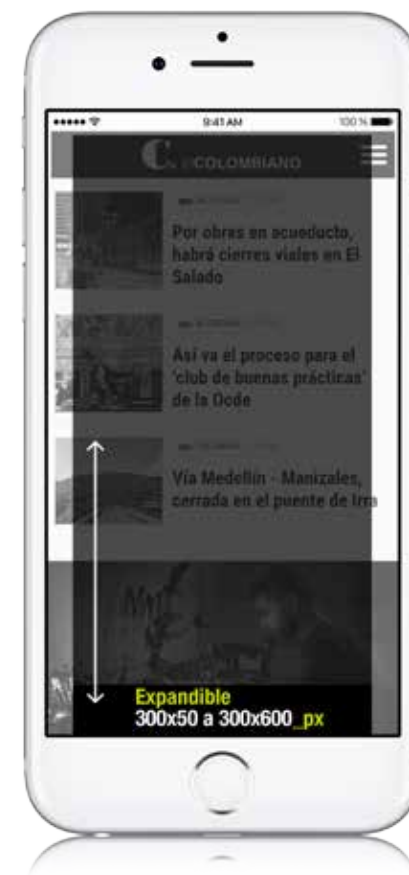 9:41 AM
100 %
COLOMBIANO
Por obras en acueducto,
habrá cierres viales en El
Salado
Así va el proceso para el
'club de buenas prácticas'
de la Ocde
Vía Medellín - Manizales,
cerrada en el puente de Irra
Expandible
300x50 a 300x600_px